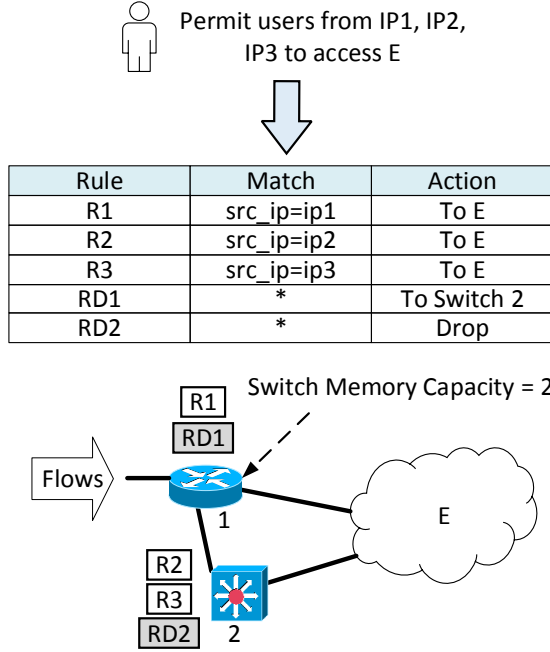 Permit users from IP1, IP2,
IP3 to access E
Rule Match Action
R1 src_ip=ip1 To E
R2 src_ip=ip2 To E
R3 src_ip=ip3 To E
RD1 * To Switch 2
RD2 * Drop
Switch Memory Capacity = 2
R1
RD1
Flows
1
E
R2
R3
RD2
2